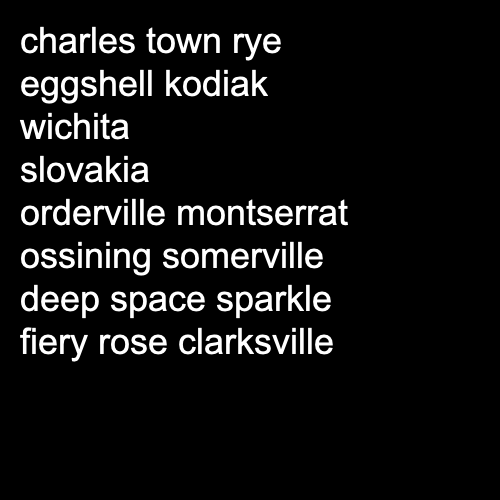 charles town rye
eggshell kodiak
wichita
slovakia
orderville montserrat
ossining somerville
deep space sparkle
fiery rose clarksville